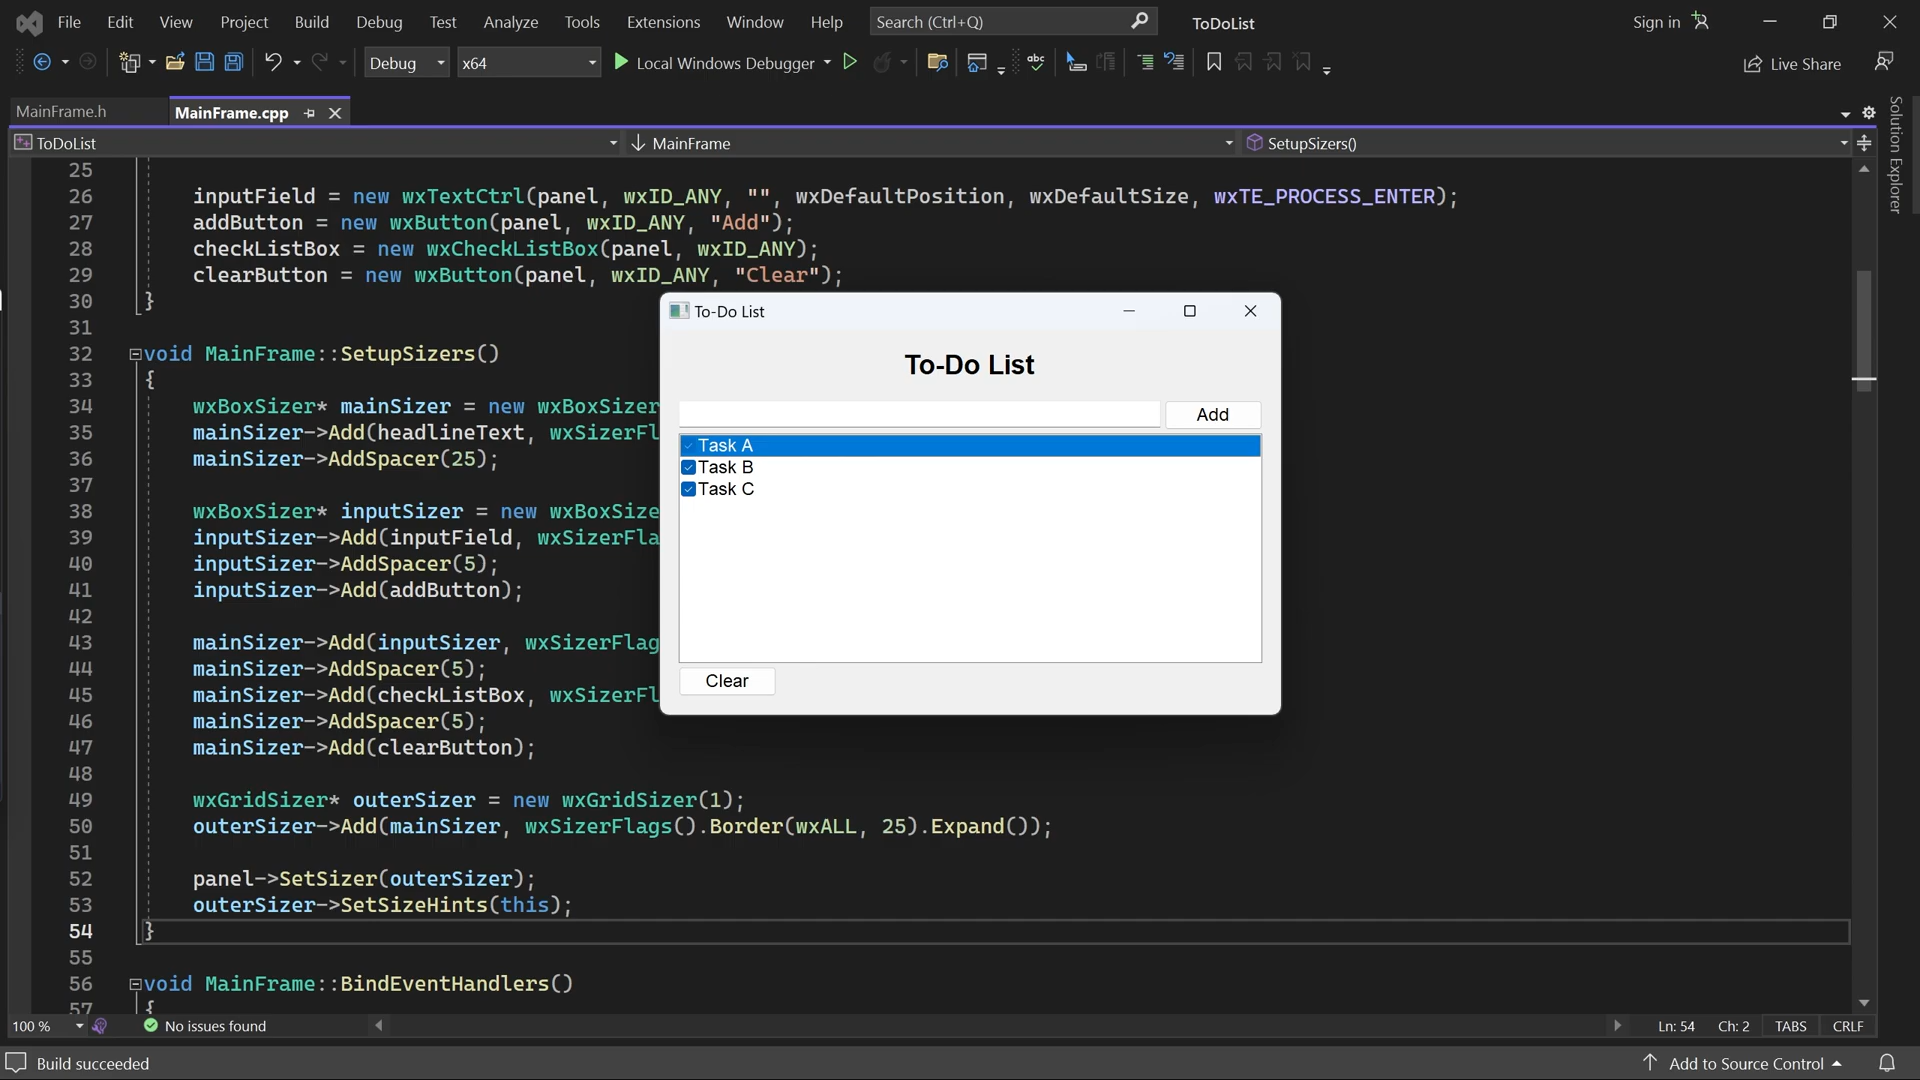 File Edit View Project Build Debug Test Analyze Tools Extensions Window Help Search (Ctrl+Q) ToDoList Sign in
Debug x64 Local Windows Debugger abc Live Share
MainFrame.h MainFrame.cpp
ToDoList MainFrame SetupSizers()
Solution Explorer
25
26 inputField = new wxTextCtrl(panel, wxID_ANY, "", wxDefaultPosition, wxDefaultSize, wxTE_PROCESS_ENTER);
27 addButton = new wxButton(panel, wxID_ANY, "Add");
28 checkListBox = new wxCheckListBox(panel, wxID_ANY);
29 clearButton = new wxButton(panel, wxID_ANY, "Clear");
30 }
31
32 void MainFrame::SetupSizers()
33 {
34 wxBoxSizer* mainSizer = new wxBoxSizer
35 mainSizer->Add(headlineText, wxSizerFl
36 mainSizer->AddSpacer(25);
37
38 wxBoxSizer* inputSizer = new wxBoxSize
39 inputSizer->Add(inputField, wxSizerFla
40 inputSizer->AddSpacer(5);
41 inputSizer->Add(addButton);
42
43 mainSizer->Add(inputSizer, wxSizerFlag
44 mainSizer->AddSpacer(5);
45 mainSizer->Add(checkListBox, wxSizerFl
46 mainSizer->AddSpacer(5);
47 mainSizer->Add(clearButton);
48
49 wxGridSizer* outerSizer = new wxGridSizer(1);
50 outerSizer->Add(mainSizer, wxSizerFlags().Border(wxALL, 25).Expand());
51
52 panel->SetSizer(outerSizer);
53 outerSizer->SetSizeHints(this);
54 }
55
56 void MainFrame::BindEventHandlers()
57 {
To-Do List
To-Do List
Add
Task A
Task B
Task C
Clear
100 % No issues found Ln: 54 Ch: 2 TABS CRLF
Build succeeded Add to Source Control